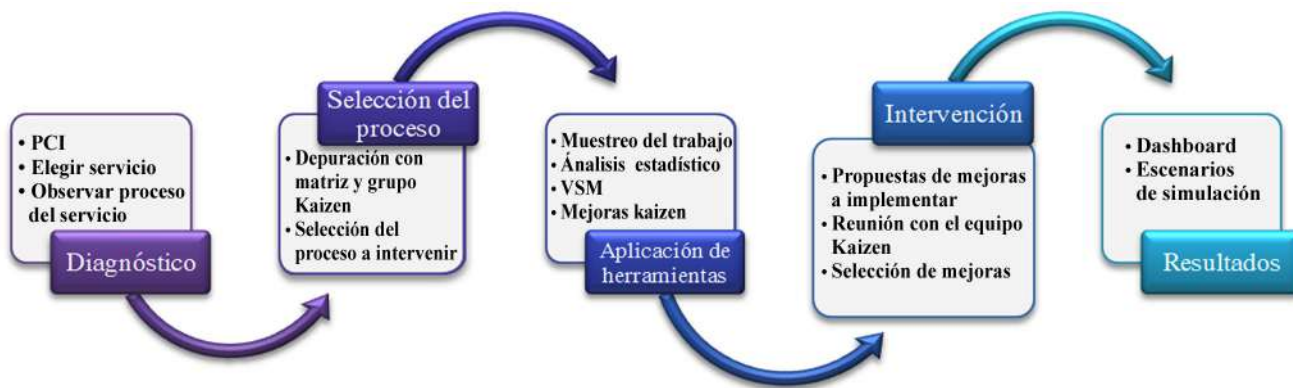 • PCI
• Elegir servicio
• Observar proceso
del servicio
Diagnóstico
Selección del
proceso
• Depuración con
matriz y grupo
Kaizen
• Selección del
proceso a intervenir
• Muestreo del trabajo
• Ánalisis estadístico
• VSM
• Mejoras kaizen
Aplicación de
herramientas
Intervención
• Propuestas de mejoras
a implementar
• Reunión con el equipo
Kaizen
• Selección de mejoras
• Dashboard
• Escenarios
de simulación
Resultados